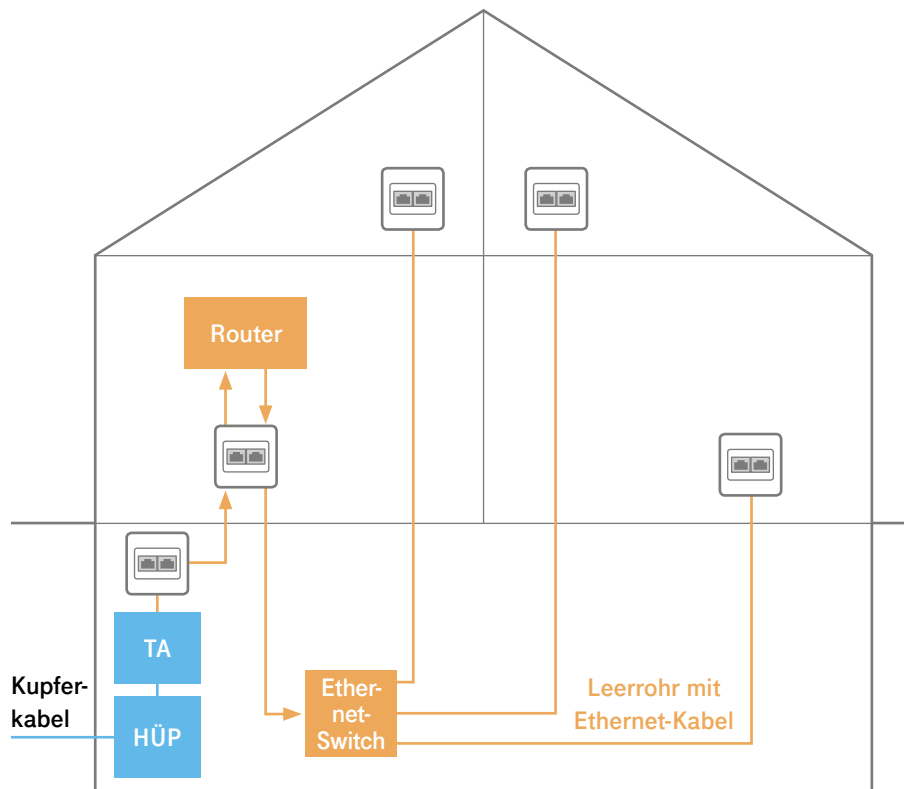 Router
TA
Kupfer-
kabel
HÜP
Ether-
net-
Switch
Leerrohr mit
Ethernet-Kabel